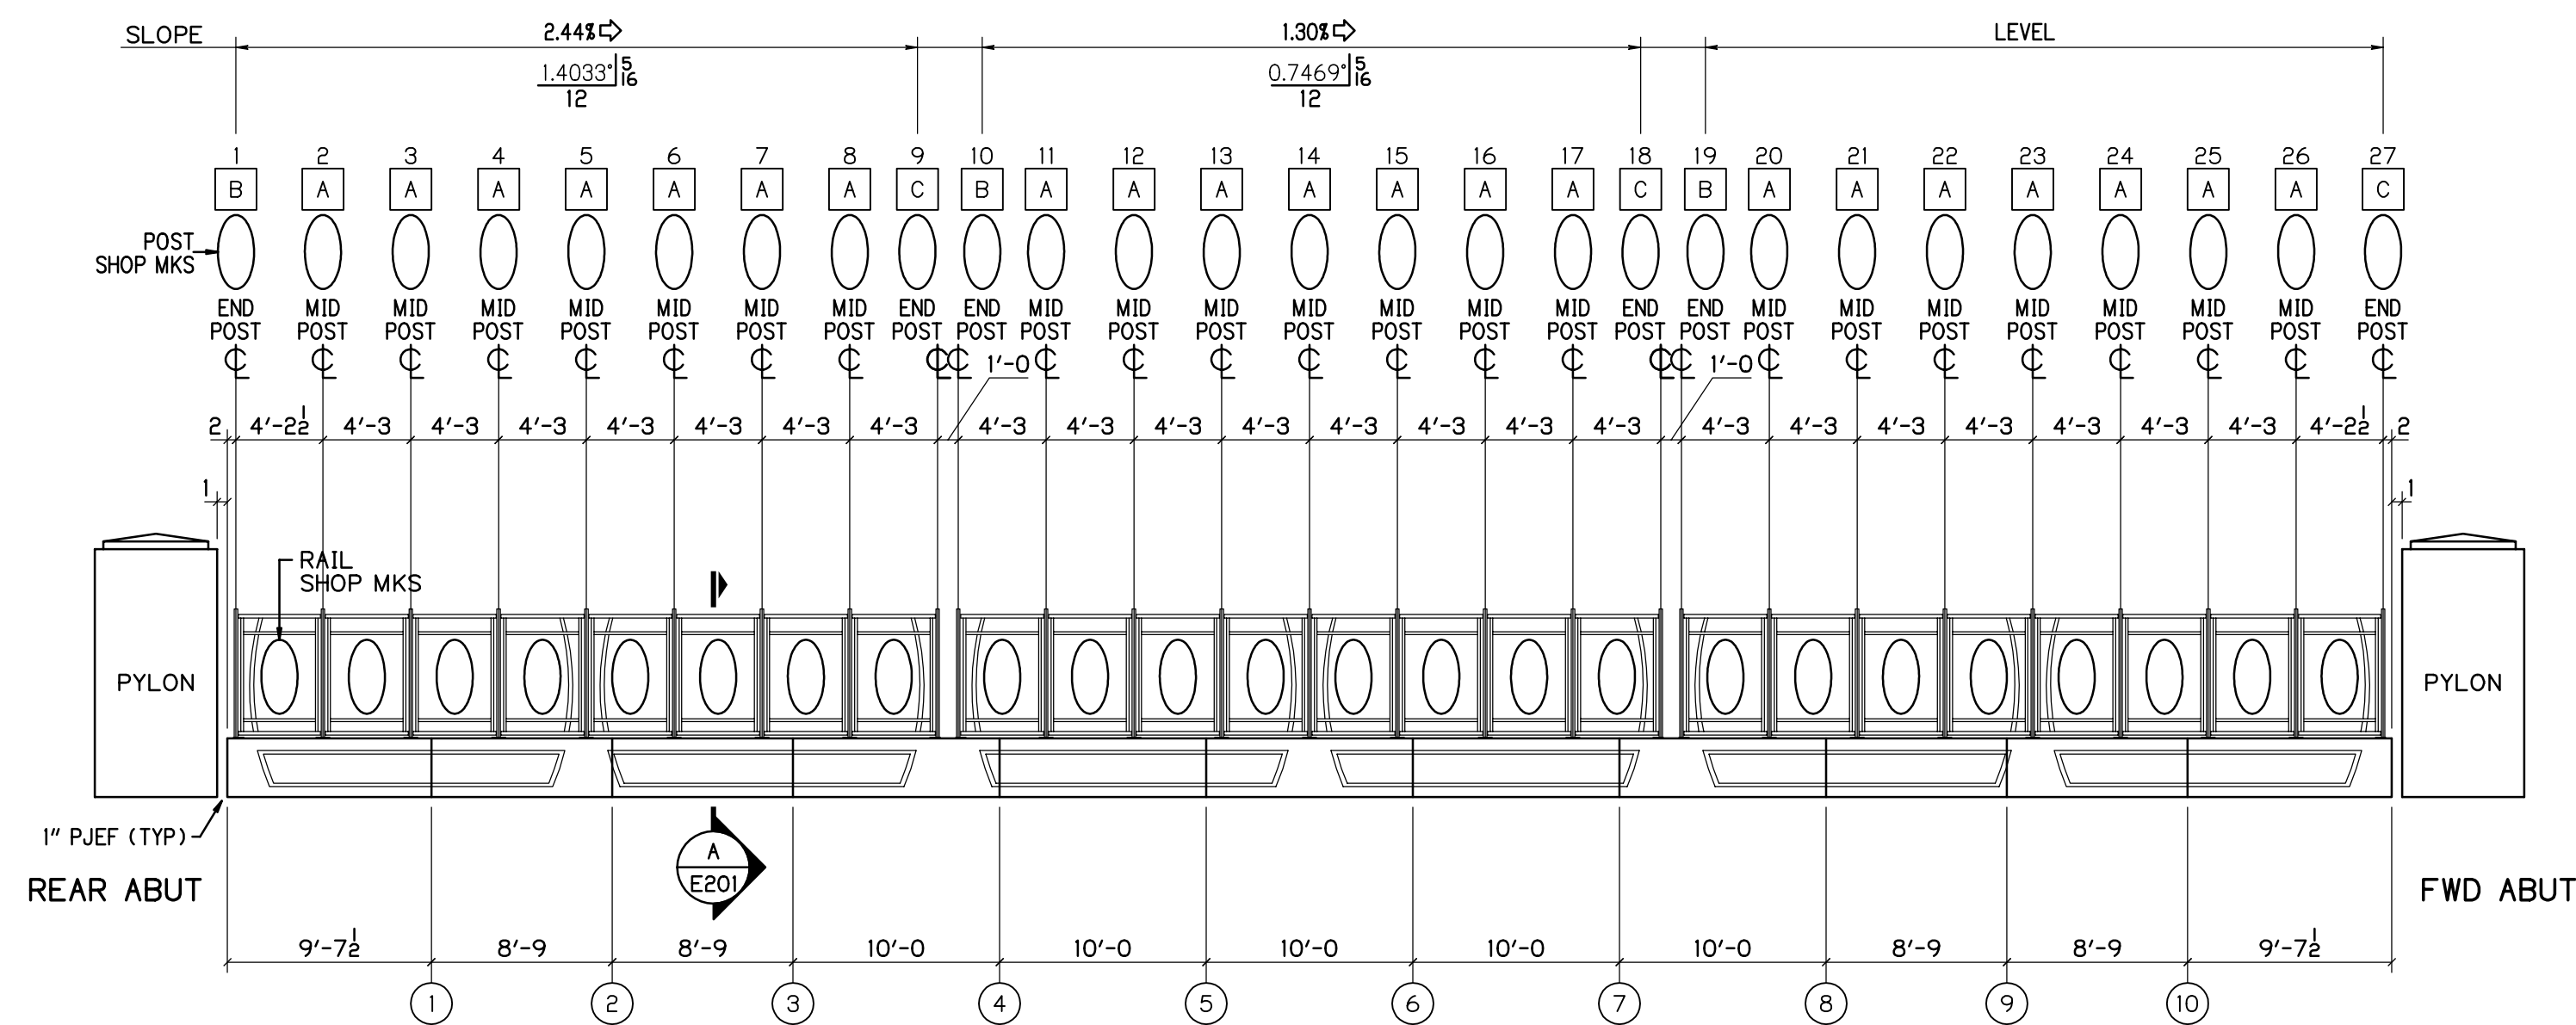 SLOPE 2.44% 1.30% LEVEL
1.4033° 5/16 0.7469° 5/16
12 12
1 2 3 4 5 6 7 8 9 10 11 12 13 14 15 16 17 18 19 20 21 22 23 24 25 26 27
B A A A A A A A C B A A A A A A A C B A A A A A A A C
POST
SHOP MKS
END MID MID MID MID MID MID MID END END MID MID MID MID MID MID MID END END MID MID MID MID MID MID MID END
POST POST POST POST POST POST POST POST POST POST POST POST POST POST POST POST POST POST POST POST POST POST POST POST POST POST POST
℄ ℄ ℄ ℄ ℄ ℄ ℄ ℄ ℄ ℄ ℄ ℄ ℄ ℄ ℄ ℄ ℄ ℄ ℄ ℄ ℄ ℄ ℄ ℄ ℄ ℄ ℄
1'-0 1'-0
2 4'-2 1/2 4'-3 4'-3 4'-3 4'-3 4'-3 4'-3 4'-3 4'-3 4'-3 4'-3 4'-3 4'-3 4'-3 4'-3 4'-3 4'-3 4'-3 4'-3 4'-3 4'-3 4'-3 4'-3 4'-2 1/2 2
1 1
RAIL
SHOP MKS
PYLON PYLON
1" PJEF (TYP)
A
E201
REAR ABUT FWD ABUT
9'-7 1/2 8'-9 8'-9 10'-0 10'-0 10'-0 10'-0 10'-0 8'-9 8'-9 9'-7 1/2
1 2 3 4 5 6 7 8 9 10